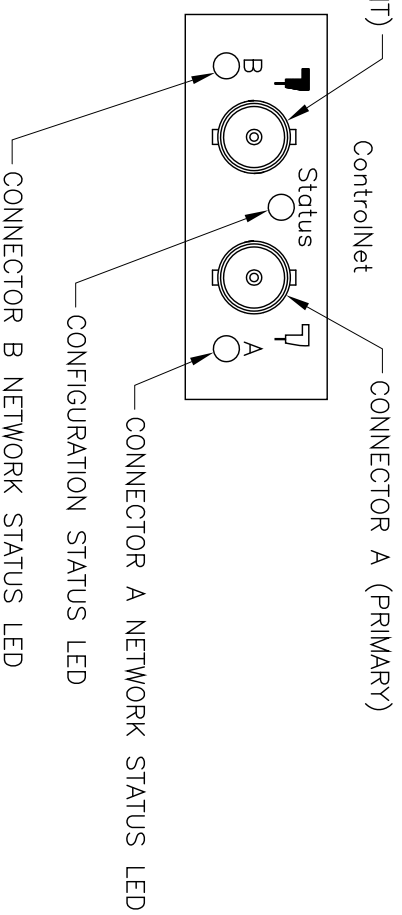 ControlNet
CONNECTOR A (PRIMARY)
B
Status
A
CONNECTOR A NETWORK STATUS LED
CONFIGURATION STATUS LED
CONNECTOR B NETWORK STATUS LED